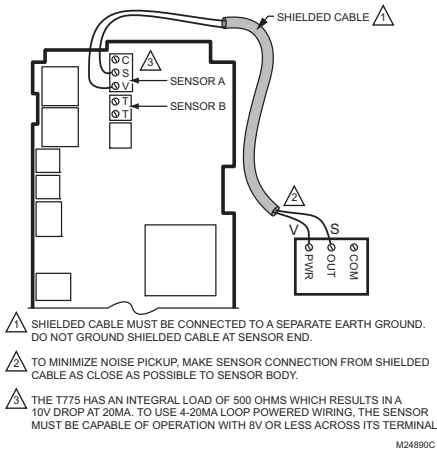 SHIELDED CABLE 1
C
S
V
3
SENSOR A
T
T
SENSOR B
2
V S
PWR
OUT
COM
1 SHIELDED CABLE MUST BE CONNECTED TO A SEPARATE EARTH GROUND.
DO NOT GROUND SHIELDED CABLE AT SENSOR END.
2 TO MINIMIZE NOISE PICKUP, MAKE SENSOR CONNECTION FROM SHIELDED
CABLE AS CLOSE AS POSSIBLE TO SENSOR BODY.
3 THE T775 HAS AN INTEGRAL LOAD OF 500 OHMS WHICH RESULTS IN A
10V DROP AT 20MA. TO USE 4-20MA LOOP POWERED WIRING, THE SENSOR
MUST BE CAPABLE OF OPERATION WITH 8V OR LESS ACROSS ITS TERMINAL
M24890C